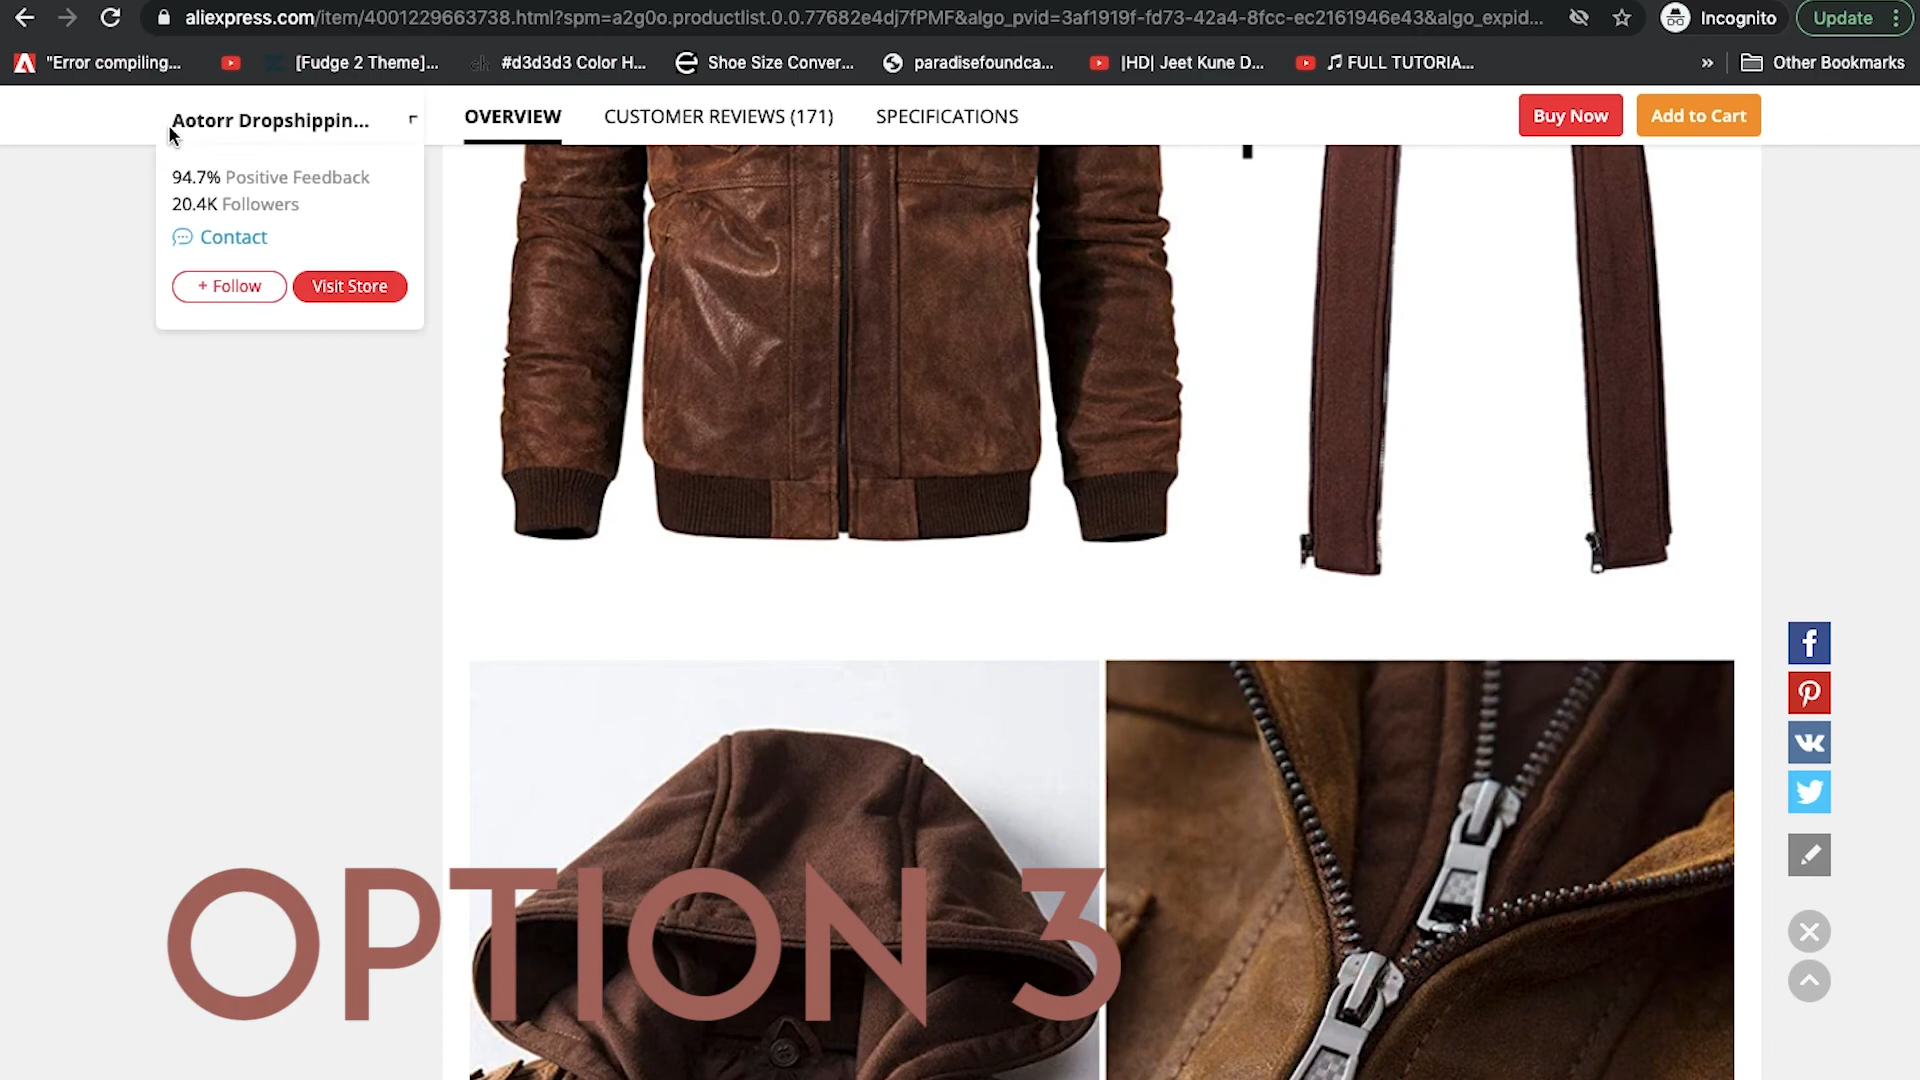 aliexpress.com/item/4001229663738.html?spm=a2g0o.productlist.0.0.77682e4dj7fPMF&algo_pvid=3af1919f-fd73-42a4-8fcc-ec2161946e43&algo_expid...
Incognito
Update
"Error compiling...
[Fudge 2 Theme]...
#d3d3d3 Color H...
Shoe Size Conver...
paradisefoundca...
|HD| Jeet Kune D...
FULL TUTORIA...
»
Other Bookmarks
Aotorr Dropshippin...
OVERVIEW
CUSTOMER REVIEWS (171)
SPECIFICATIONS
Buy Now
Add to Cart
94.7% Positive Feedback
20.4K Followers
Contact
+ Follow
Visit Store
OPTION 3